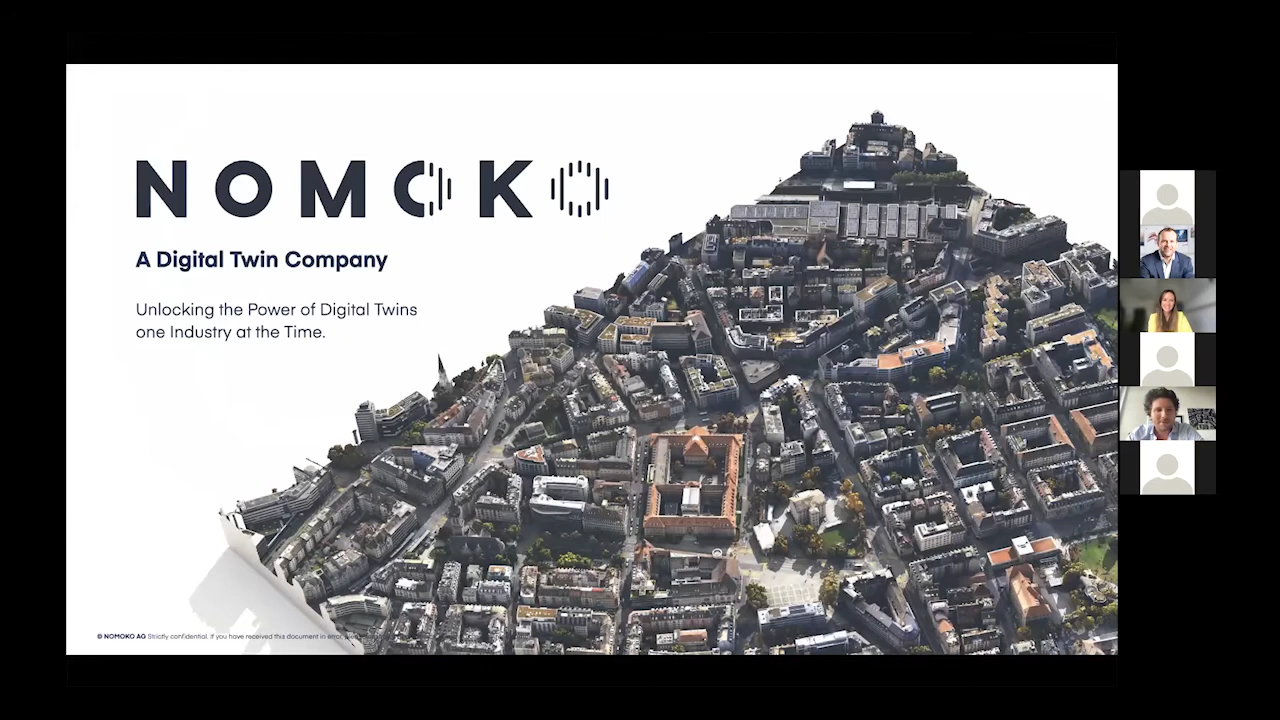 NOMOKO
A Digital Twin Company
Unlocking the Power of Digital Twins
one Industry at the Time.
© NOMOKO AG Strictly confidential. If you have received this document in error,